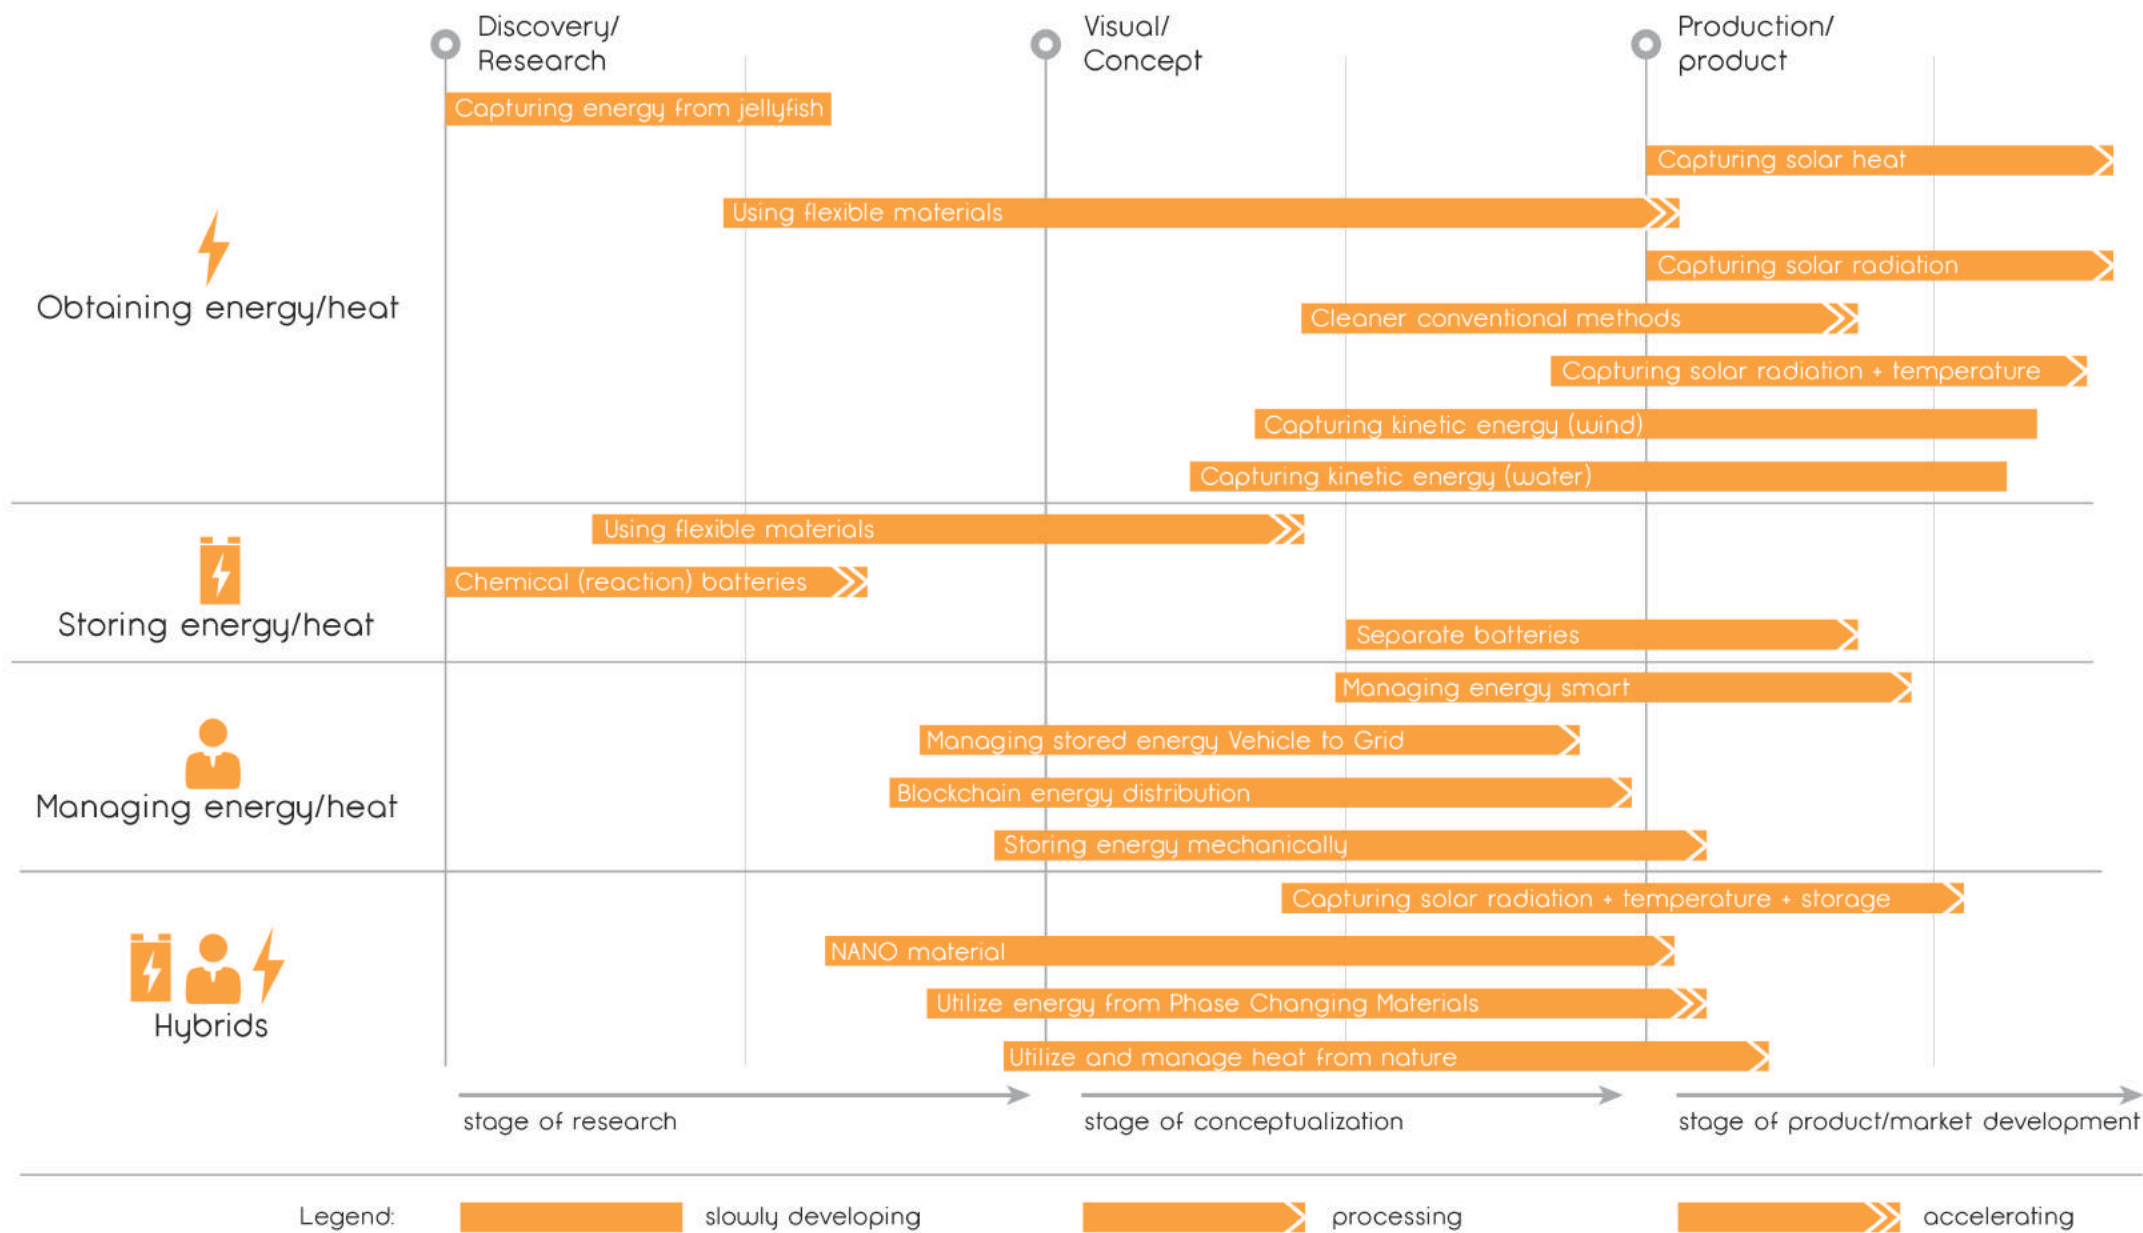 Discovery/
Research
Visual/
Concept
Production/
product
Capturing energy from jellyfish
Capturing solar heat
Using flexible materials
Capturing solar radiation
Obtaining energy/heat
Cleaner conventional methods
Capturing solar radiation + temperature
Capturing kinetic energy (wind)
Capturing kinetic energy (water)
Using flexible materials
Chemical (reaction) batteries
Storing energy/heat
Separate batteries
Managing energy smart
Managing stored energy Vehicle to Grid
Blockchain energy distribution
Managing energy/heat
Storing energy mechanically
Capturing solar radiation + temperature + storage
NANO material
Utilize energy from Phase Changing Materials
Hybrids
Utilize and manage heat from nature
stage of research
stage of conceptualization
stage of product/market development
Legend:
slowly developing
processing
accelerating